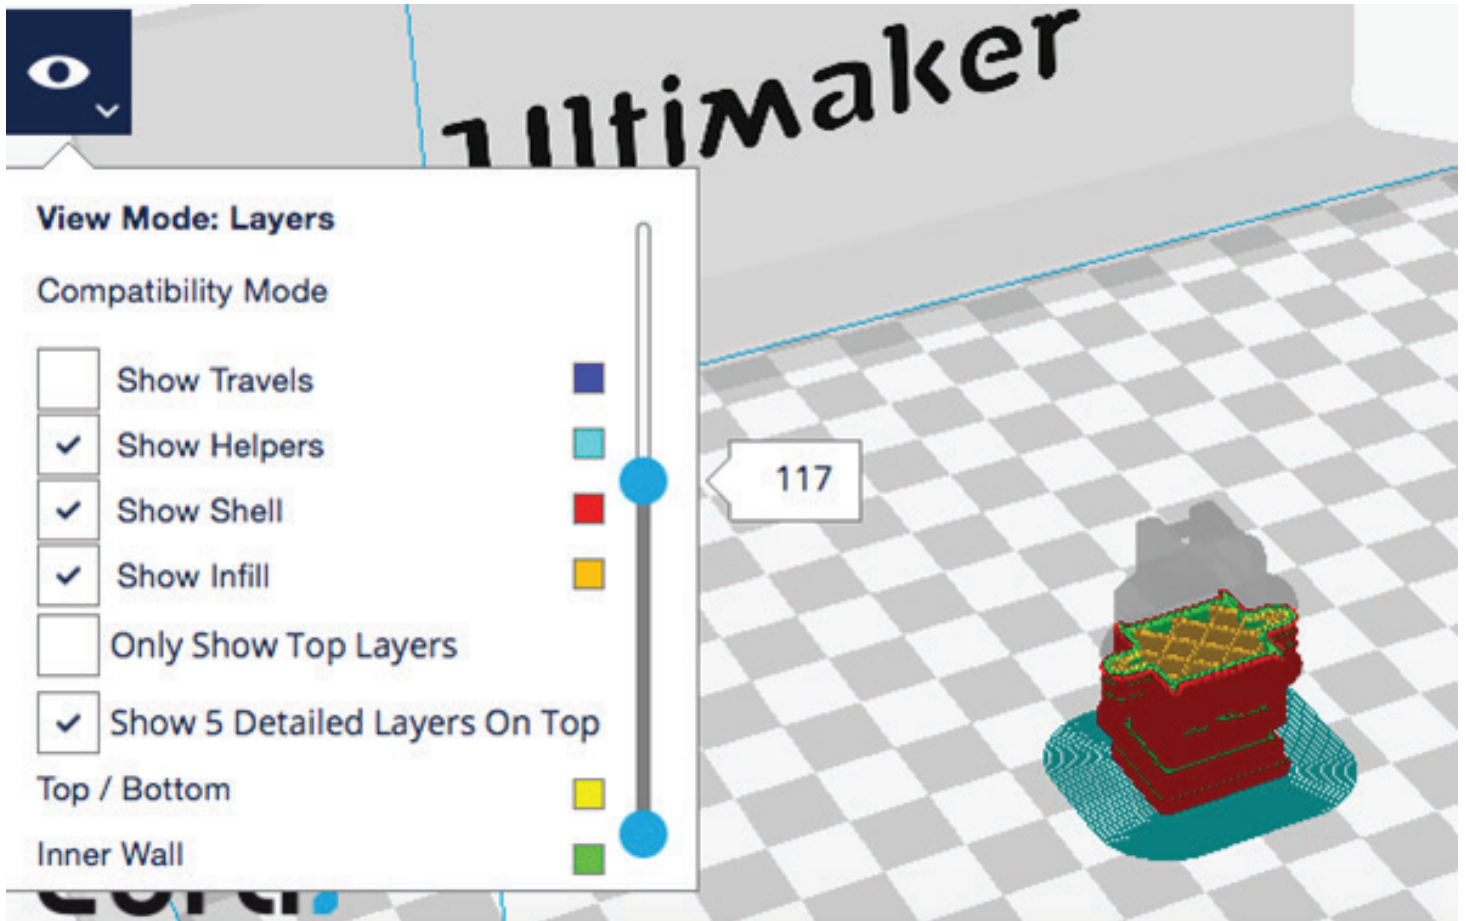 Ultimaker
View Mode: Layers
Compatibility Mode
Show Travels
Show Helpers
117
Show Shell
Show Infill
Only Show Top Layers
Show 5 Detailed Layers On Top
Top / Bottom
Inner Wall